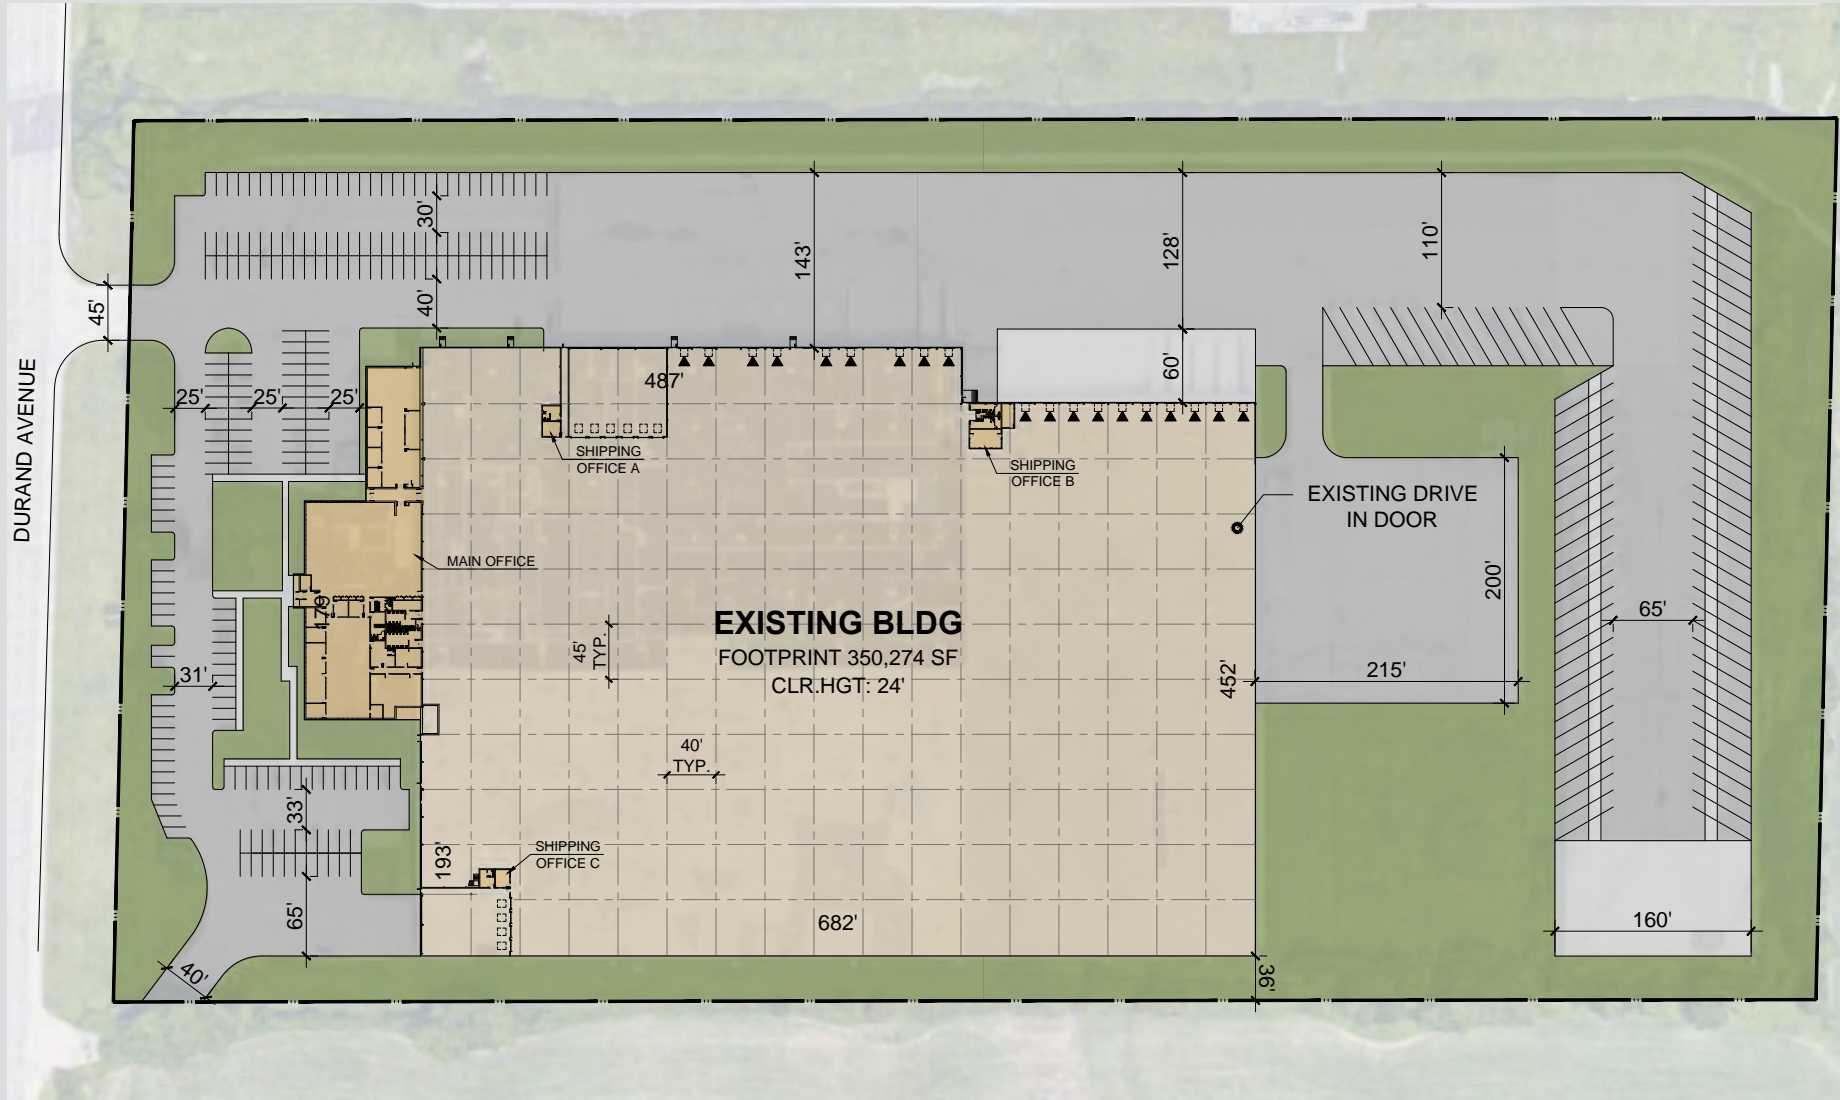 30'
143'
128'
110'
40'
45'
60'
DURAND AVENUE
487'
25'
25'
25'
SHIPPING
OFFICE A
SHIPPING
OFFICE B
EXISTING DRIVE
IN DOOR
MAIN OFFICE
200'
179'
EXISTING BLDG
FOOTPRINT 350,274 SF
CLR.HGT: 24'
45'
TYP.
65'
31'
452'
215'
40'
TYP.
33'
193'
SHIPPING
OFFICE C
65'
682'
160'
40'
36'